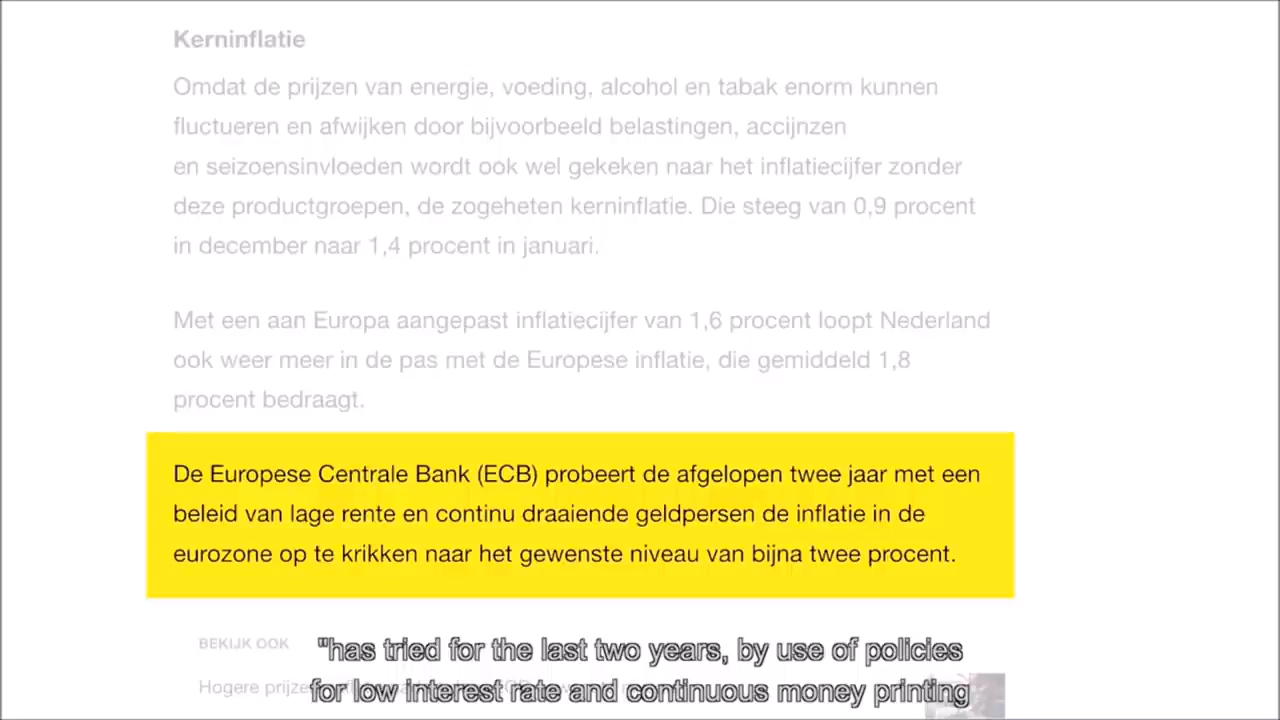 Kerninflatie
Omdat de prijzen van energie, voeding, alcohol en tabak enorm kunnen
fluctueren en afwijken door bijvoorbeeld belastingen, accijnzen
en seizoensinvloeden wordt ook wel gekeken naar het inflatiecijfer zonder
deze productgroepen, de zogeheten kerninflatie. Die steeg van 0,9 procent
in december naar 1,4 procent in januari.
Met een aan Europa aangepast inflatiecijfer van 1,6 procent loopt Nederland
ook weer meer in de pas met de Europese inflatie, die gemiddeld 1,8
procent bedraagt.
De Europese Centrale Bank (ECB) probeert de afgelopen twee jaar met een
beleid van lage rente en continu draaiende geldpersen de inflatie in de
eurozone op te krikken naar het gewenste niveau van bijna twee procent.
BEKIJK OOK
"has tried for the last two years, by use of policies
Hogere
for low interest rate and continuous money printing